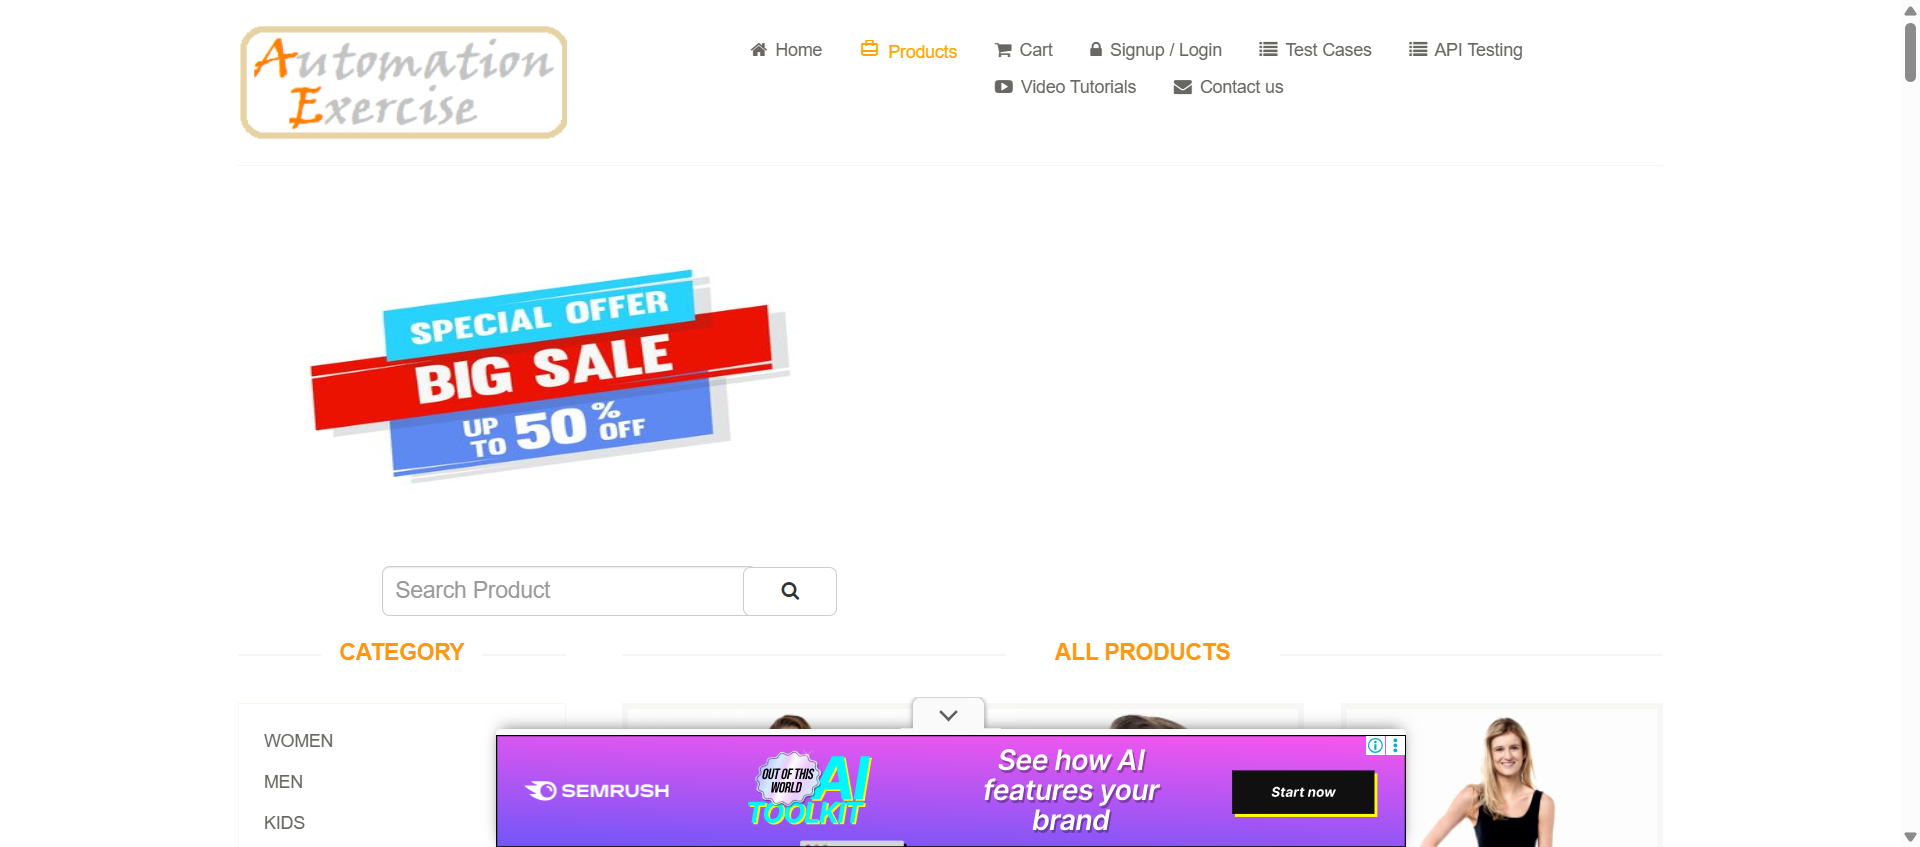 Automation
Exercise
Home
Products
Cart
Signup / Login
Test Cases
API Testing
Video Tutorials
Contact us
SPECIAL OFFER
BIG SALE
UP TO 50% OFF
Search Product
CATEGORY
ALL PRODUCTS
WOMEN
MEN
KIDS
SEMRUSH
OUT OF THIS
WORLD
AI
TOOLKIT
See how AI
features your
brand
Start now